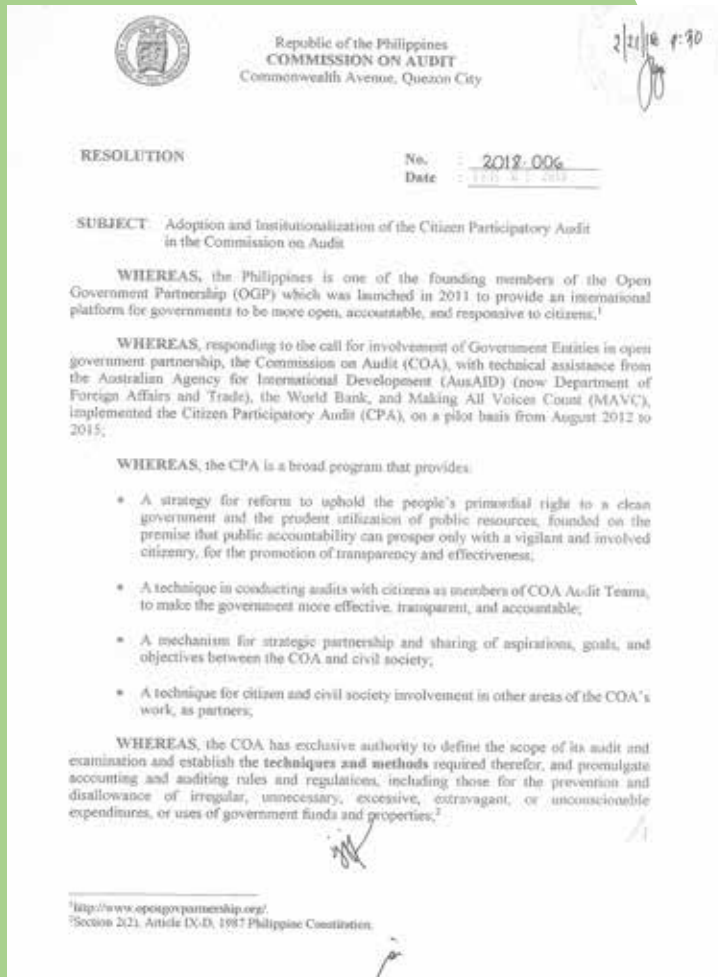 Republic of the Philippines
COMMISSION ON AUDIT
Commonwealth Avenue, Quezon City
2/21/18
RESOLUTION
No. : 2018-006
Date :
SUBJECT Adoption and Institutionalization of the Citizen Participatory Audit
in the Commission on Audit
WHEREAS, the Philippines is one of the founding members of the Open
Government Partnership (OGP) which was launched in 2011 to provide an international
platform for governments to be more open, accountable, and responsive to citizens,1
WHEREAS, responding to the call for involvement of Government Entities in open
government partnership, the Commission on Audit (COA), with technical assistance from
the Australian Agency for International Development (AusAID) (now Department of
Foreign Affairs and Trade), the World Bank, and Making All Voices Count (MAVC),
implemented the Citizen Participatory Audit (CPA), on a pilot basis from August 2012 to
2015;
WHEREAS, the CPA is a broad program that provides:
• A strategy for reform to uphold the people's primordial right to a clean
government and the prudent utilization of public resources, founded on the
premise that public accountability can prosper only with a vigilant and involved
citizenry, for the promotion of transparency and effectiveness;
• A technique in conducting audits with citizens as members of COA Audit Teams,
to make the government more effective, transparent, and accountable;
• A mechanism for strategic partnership and sharing of aspirations, goals, and
objectives between the COA and civil society;
• A technique for citizen and civil society involvement in other areas of the COA's
work, as partners;
WHEREAS, the COA has exclusive authority to define the scope of its audit and
examination and establish the techniques and methods required therefor, and promulgate
accounting and auditing rules and regulations, including those for the prevention and
disallowance of irregular, unnecessary, excessive, extravagant, or unconscionable
expenditures, or uses of government funds and properties;2
1http://www.opengovpartnership.org/.
2Section 2(2), Article IX-D, 1987 Philippine Constitution.